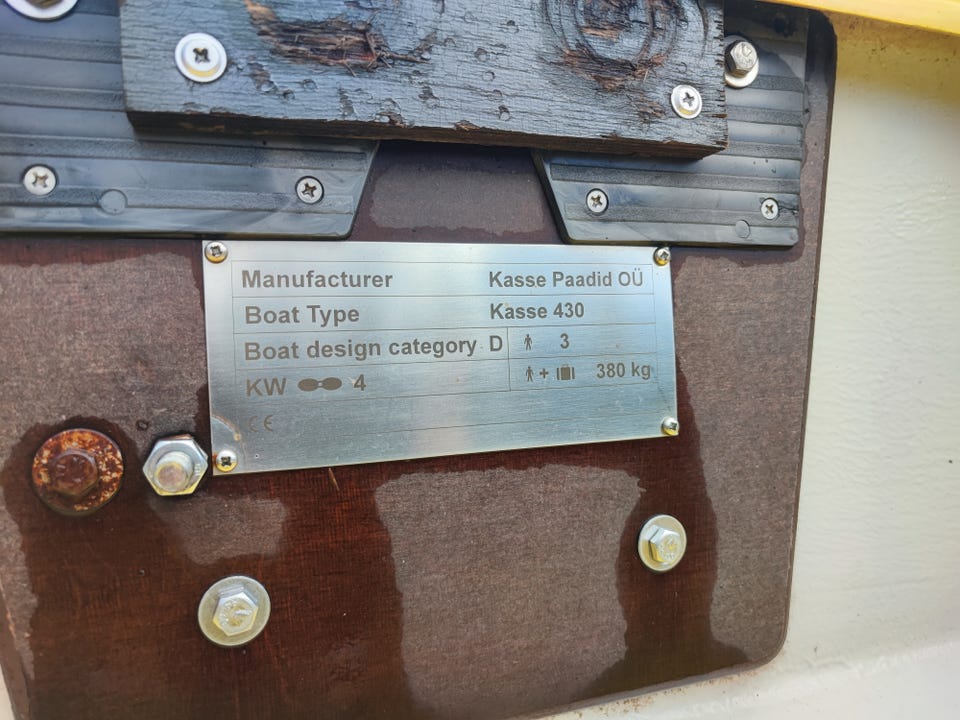 Manufacturer Kasse Paadid OÜ
Boat Type Kasse 430
Boat design category D 3
KW 4 + 380 kg
CE